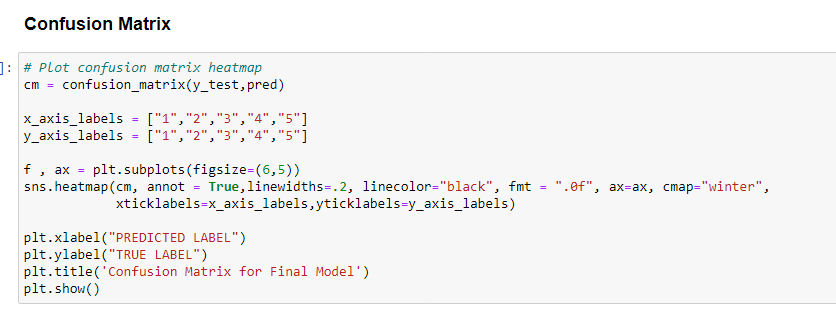 Confusion Matrix
]: # Plot confusion matrix heatmap
cm = confusion_matrix(y_test,pred)
x_axis_labels = ["1","2","3","4","5"]
y_axis_labels = ["1","2","3","4","5"]
f , ax = plt.subplots(figsize=(6,5))
sns.heatmap(cm, annot = True,linewidths=.2, linecolor="black", fmt = ".0f", ax=ax, cmap="winter",
xticklabels=x_axis_labels,yticklabels=y_axis_labels)
plt.xlabel("PREDICTED LABEL")
plt.ylabel("TRUE LABEL")
plt.title('Confusion Matrix for Final Model')
plt.show()